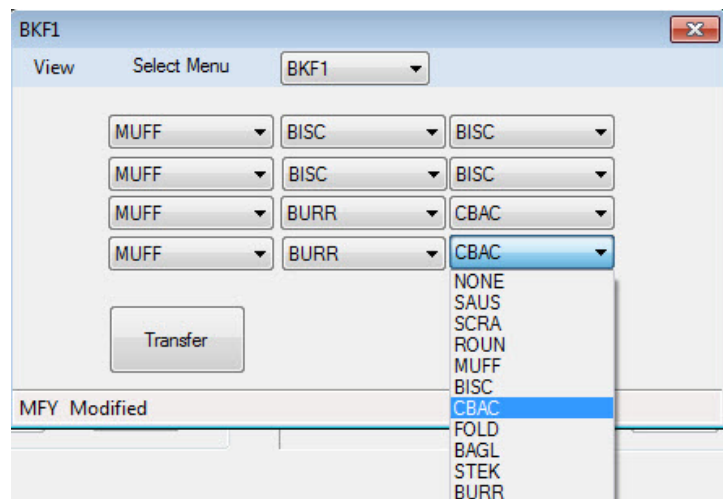 BKF1
View Select Menu BKF1
MUFF BISC BISC
MUFF BISC BISC
MUFF BURR CBAC
MUFF BURR CBAC
NONE
SAUS
SCRA
ROUN
MUFF
BISC
CBAC
FOLD
BAGL
STEK
BURR
Transfer
MFY Modified